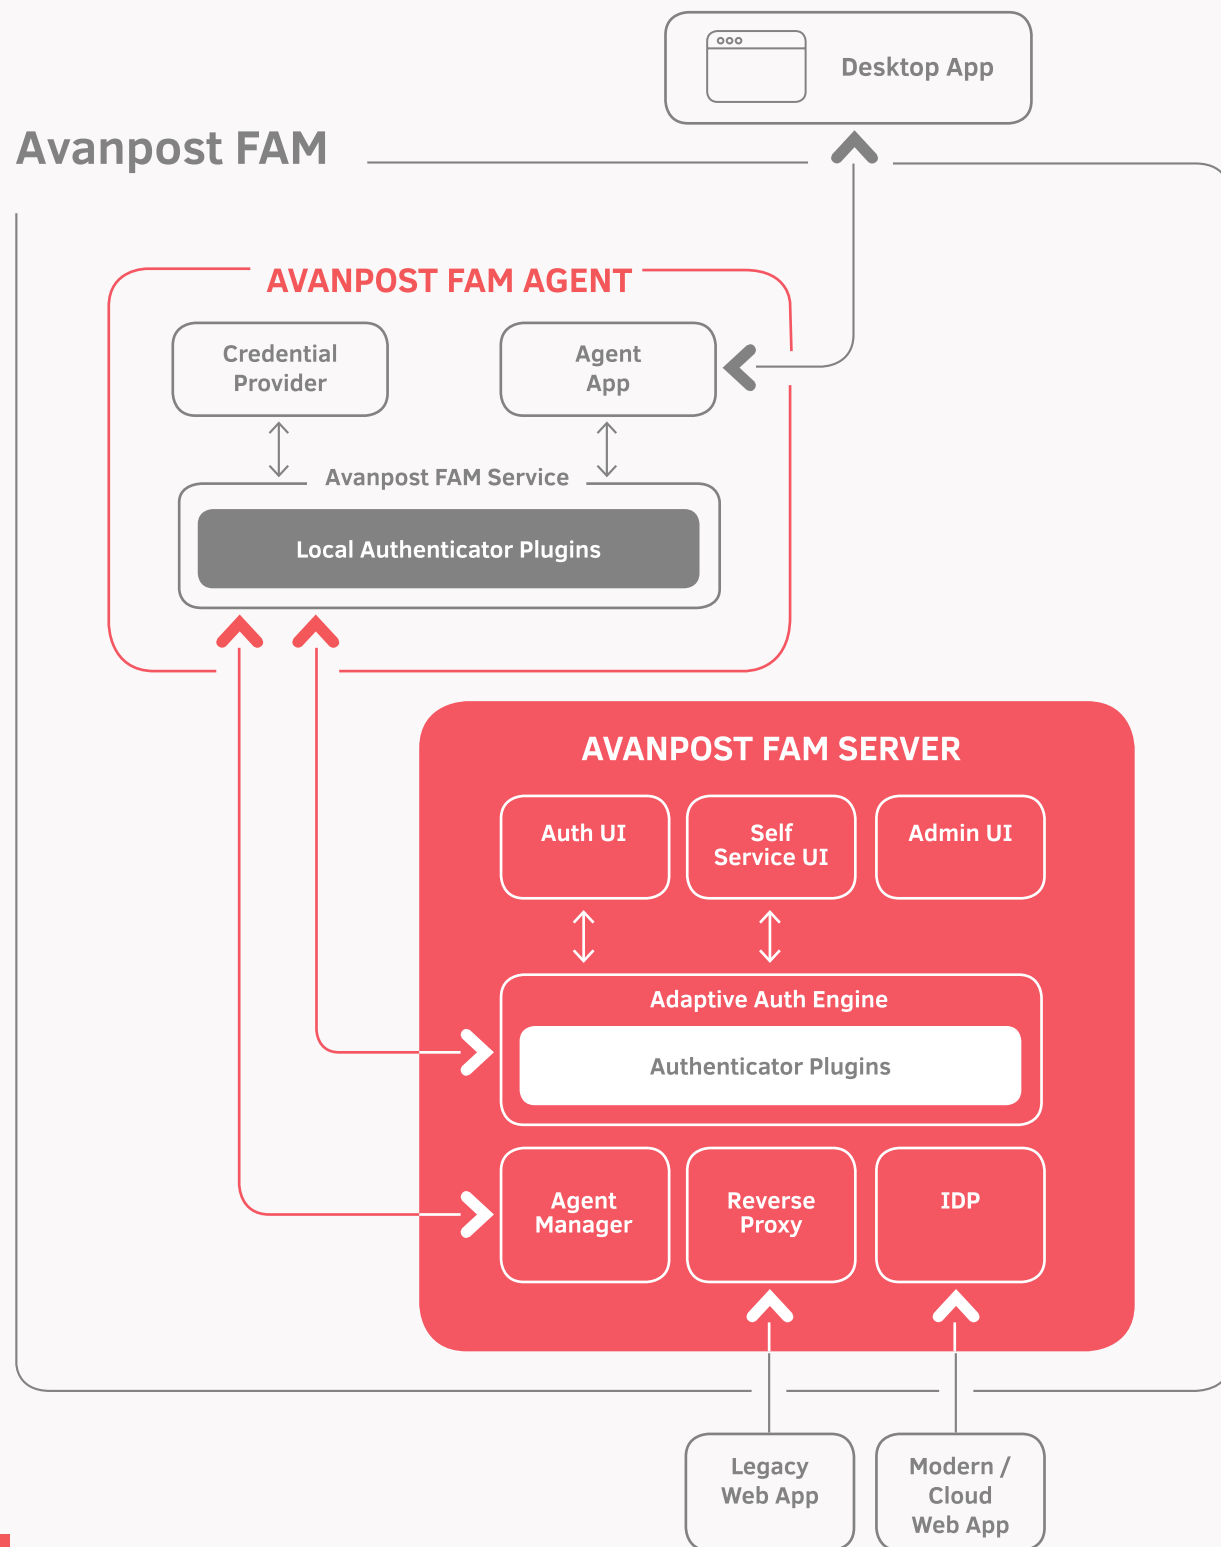 Desktop App
Avanpost FAM
AVANPOST FAM AGENT
Credential
Provider
Agent
App
Avanpost FAM Service
Local Authenticator Plugins
AVANPOST FAM SERVER
Auth UI
Self
Service UI
Admin UI
Adaptive Auth Engine
Authenticator Plugins
Agent
Manager
Reverse
Proxy
IDP
Legacy
Web App
Modern /
Cloud
Web App